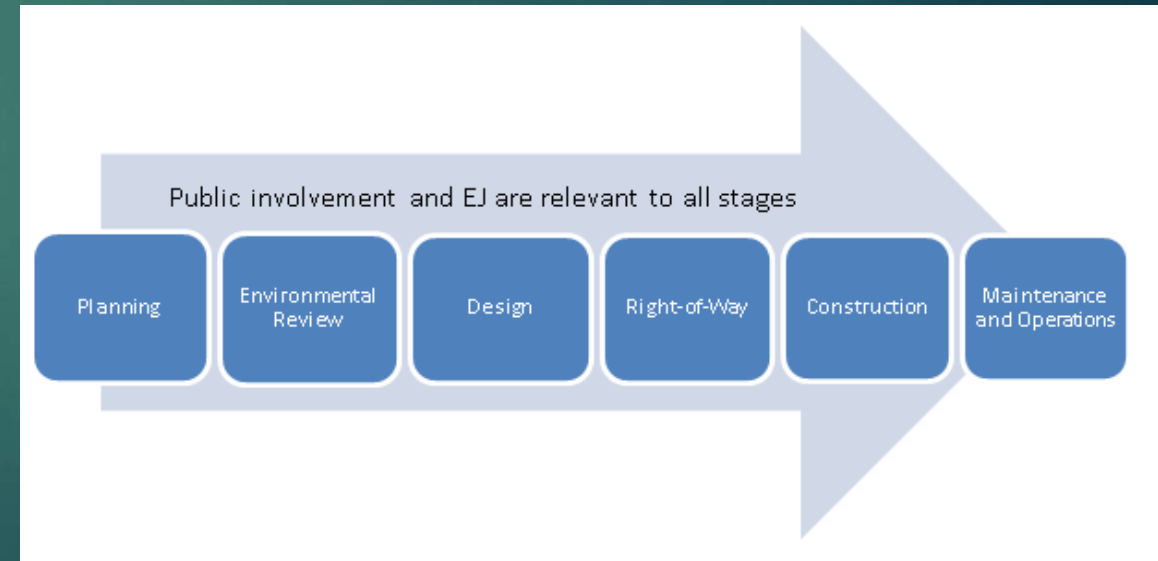 Public involvement and EJ are relevant to all stages
Planning
Environmental
Review
Design
Right-of-Way
Construction
Maintenance
and Operations